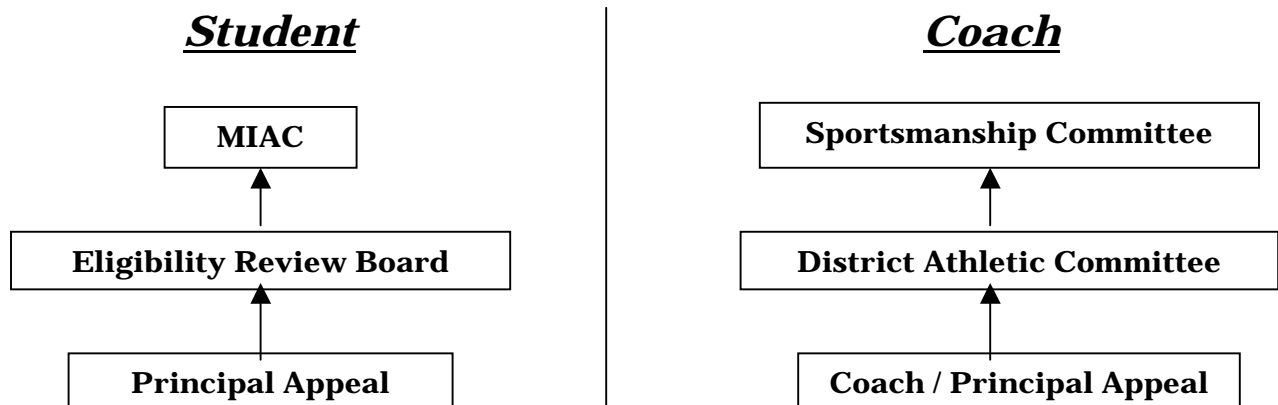 Student
MIAC
Eligibility Review Board
Principal Appeal
Coach
Sportsmanship Committee
District Athletic Committee
Coach / Principal Appeal